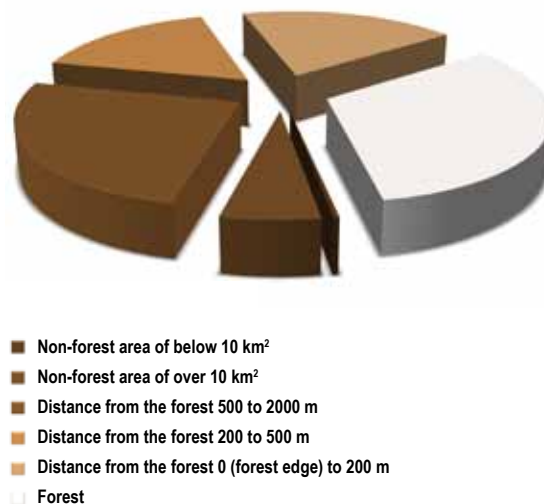 Non-forest area of below 10 km²
Non-forest area of over 10 km²
Distance from the forest 500 to 2000 m
Distance from the forest 200 to 500 m
Distance from the forest 0 (forest edge) to 200 m
Forest